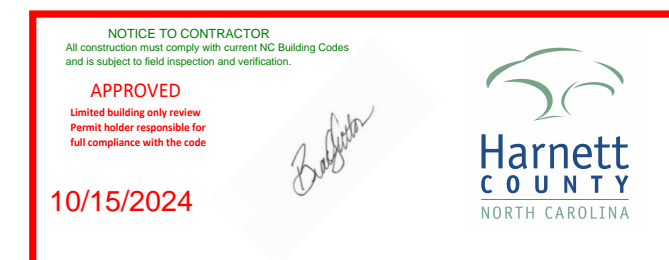 NOTICE TO CONTRACTOR
All construction must comply with current NC Building Codes
and is subject to field inspection and verification.
APPROVED
Limited building only review
Permit holder responsible for
full compliance with the code
Brad Sutton
10/15/2024
Harnett
COUNTY
NORTH CAROLINA